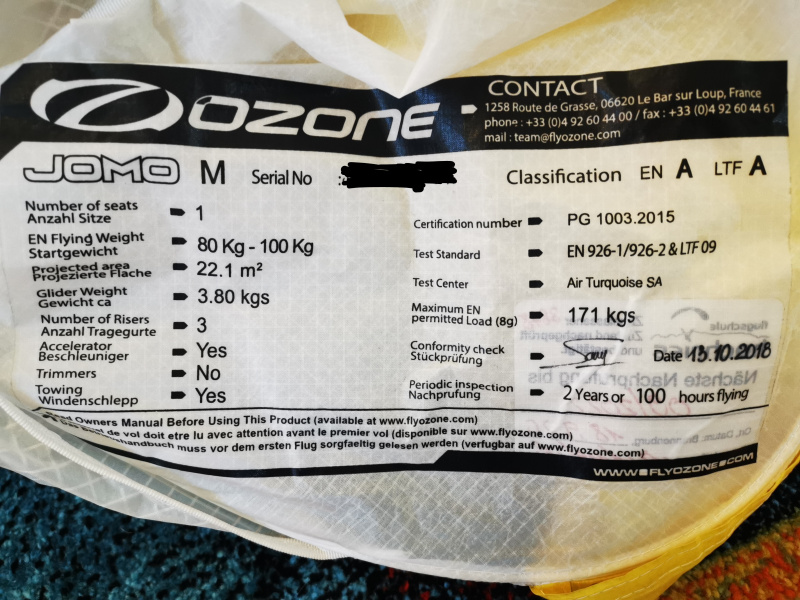 OZONE
CONTACT
1258 Route de Grasse, 06620 Le Bar sur Loup, France
phone : +33 (0)4 92 60 44 00 / fax : +33 (0)4 92 60 44 61
mail : team@flyozone.com
JOMO M Serial No :
Classification EN A LTF A
Number of seats
Anzahl Sitze 1
EN Flying Weight
Startgewicht 80 Kg - 100 Kg
Projected area
Projezierte Fläche 22.1 m²
Glider Weight
Gewicht ca 3.80 kgs
Number of Risers
Anzahl Tragegurte 3
Accelerator
Beschleuniger Yes
Trimmers No
Towing
Windenschlepp Yes
Certification number PG 1003.2015
Test Standard EN 926-1/926-2 & LTF 09
Test Center Air Turquoise SA
Maximum EN
permitted Load (8g) 171 kgs
Conformity check
Stückprüfung Date 13.10.2018
Periodic inspection
Nachprufung 2 Years or 100 hours flying
Owners Manual Before Using This Product (available at www.flyozone.com)
de vol doit etre lu avec attention avant le premier vol (disponible sur www.flyozone.com)
muss vor dem ersten Flug sorgfaeltig gelesen werden (verfugbar auf www.flyozone.com)
WWW.FLYOZONE.COM
flugschule
Nächste Nachprüfung bis